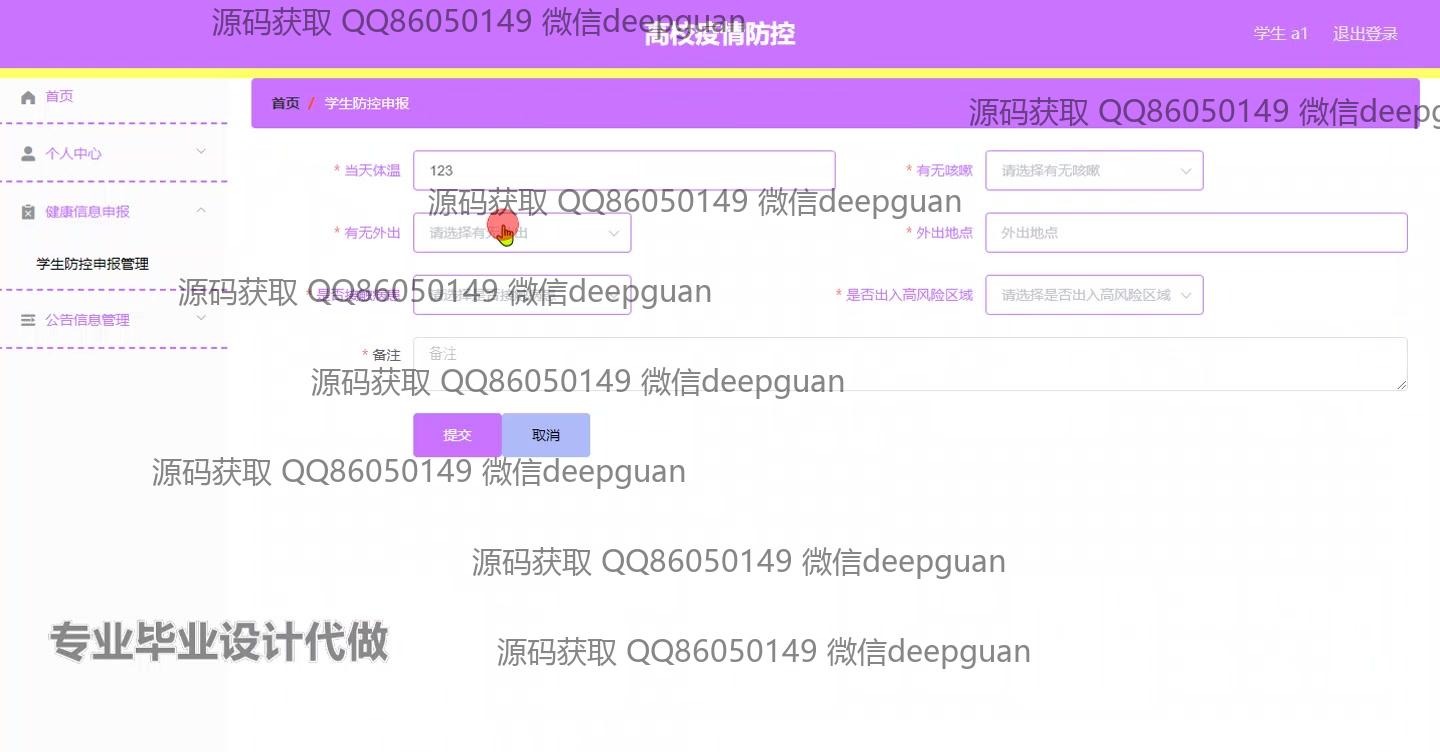 源码获取 QQ86050149 微信deepguan
高校疫情防控
学生 a1 退出登录
首页
首页 / 学生防控申报
源码获取 QQ86050149 微信deepg
个人中心
* 当天体温 123
* 有无咳嗽 请选择有无咳嗽
源码获取 QQ86050149 微信deepguan
健康信息申报
* 有无外出 请选择有无外出
* 外出地点 外出地点
学生防控申报管理
源码获取 QQ86050149 微信deepguan
* 是否出入高风险区域 请选择是否出入高风险区域
公告信息管理
* 备注 备注
源码获取 QQ86050149 微信deepguan
提交 取消
源码获取 QQ86050149 微信deepguan
源码获取 QQ86050149 微信deepguan
专业毕业设计代做
源码获取 QQ86050149 微信deepguan